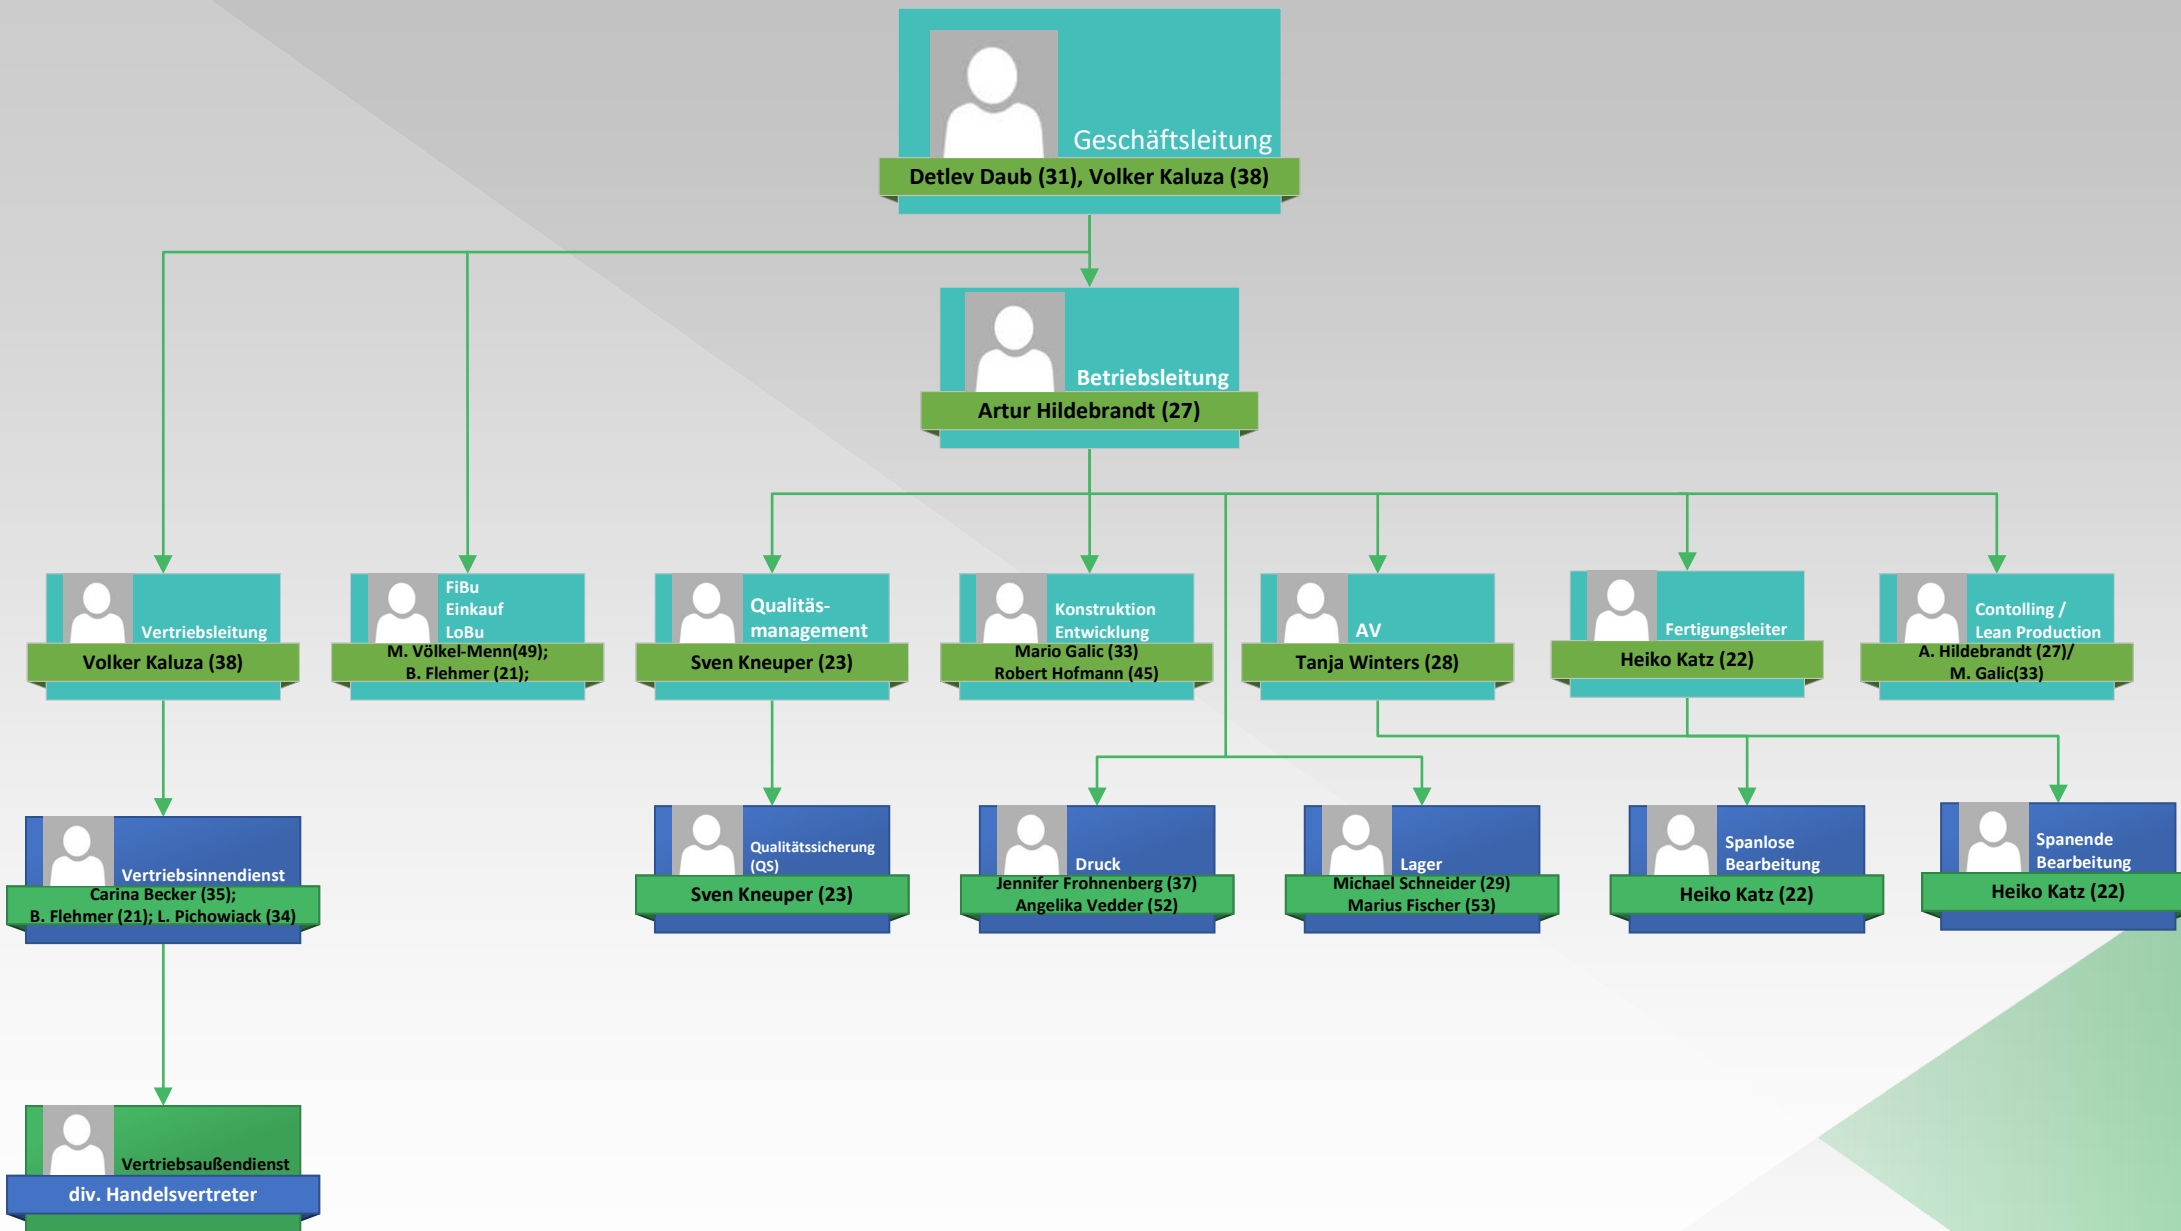 Geschäftsleitung
Detlev Daub (31), Volker Kaluza (38)
Betriebsleitung
Artur Hildebrandt (27)
Vertriebsleitung
Volker Kaluza (38)
FiBu
Einkauf
LoBu
M. Völkel-Menn(49);
B. Flehmer (21);
Qualitäs-
management
Sven Kneuper (23)
Konstruktion
Entwicklung
Mario Galic (33)
Robert Hofmann (45)
AV
Tanja Winters (28)
Fertigungsleiter
Heiko Katz (22)
Contolling /
Lean Production
A. Hildebrandt (27)/
M. Galic(33)
Vertriebsinnendienst
Carina Becker (35);
B. Flehmer (21); L. Pichowiack (34)
Qualitätssicherung
(QS)
Sven Kneuper (23)
Druck
Jennifer Frohnenberg (37)
Angelika Vedder (52)
Lager
Michael Schneider (29)
Marius Fischer (53)
Spanlose
Bearbeitung
Heiko Katz (22)
Spanende
Bearbeitung
Heiko Katz (22)
Vertriebsaußendienst
div. Handelsvertreter